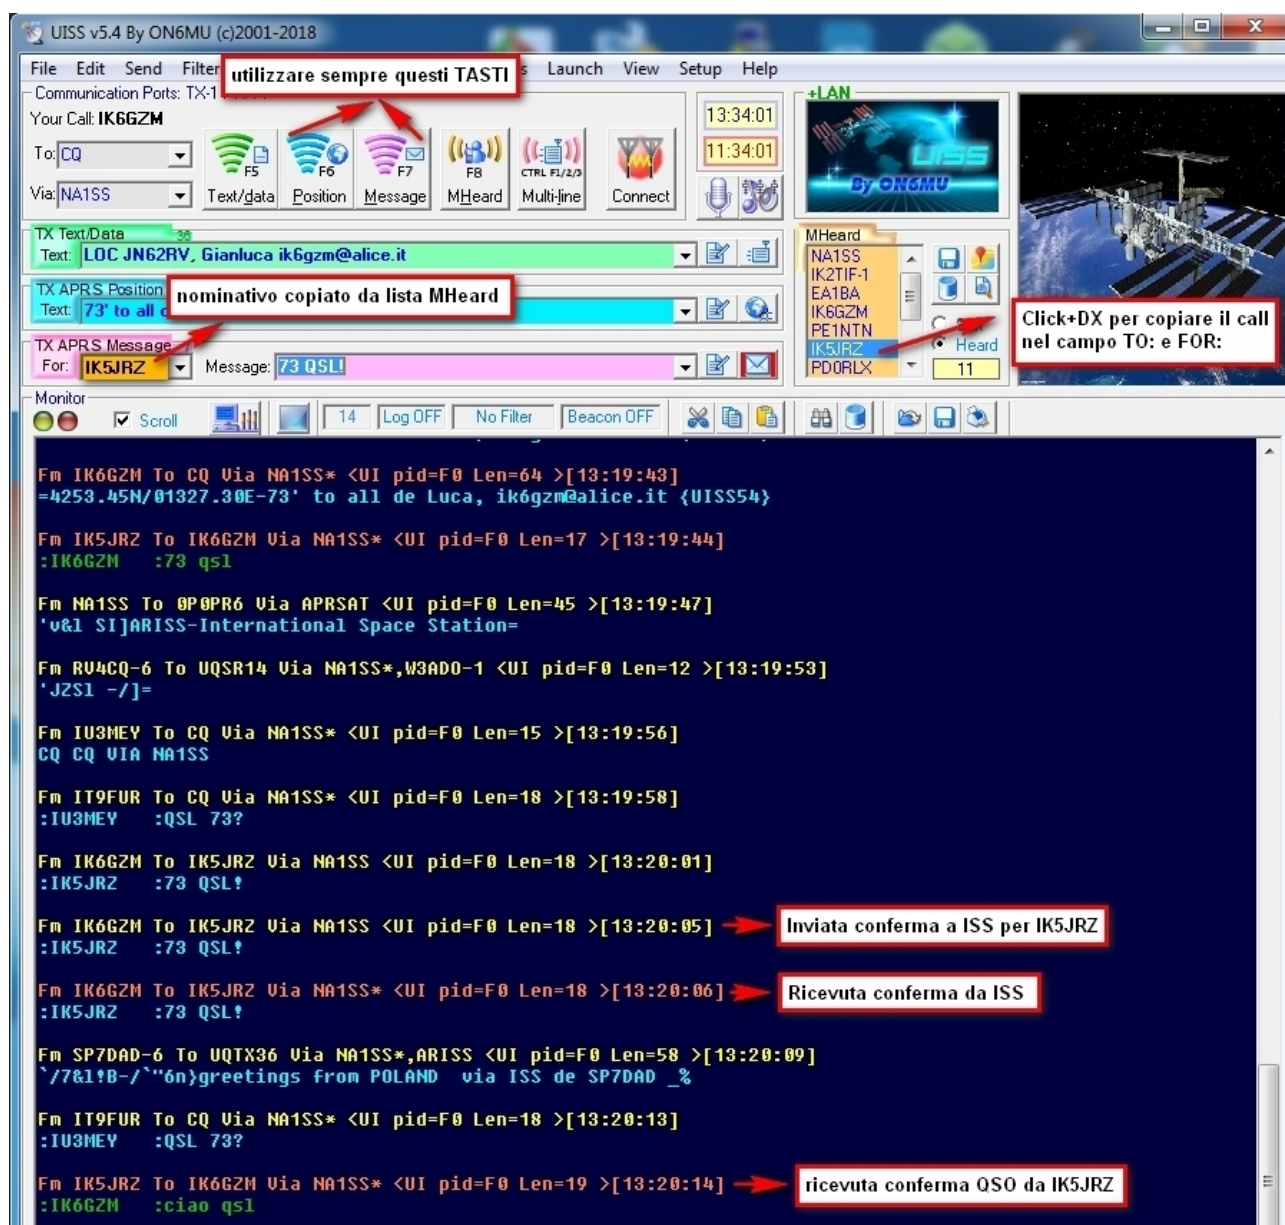 UISS v5.4 By ON6MU (c)2001-2018
File Edit Send Filter Launch View Setup Help
utilizzare sempre questi TASTI
Communication Ports: TX-1
Your Call: IK6GZM
To: CQ
Via: NA1SS
F5
Text/data
F6
Position
F7
Message
F8
MHeard
CTRL F1/2/3
Multi-line
Connect
13:34:01
11:34:01
+LAN
UISS
By ON6MU
TX Text/Data 38
Text: LOC JN62RV, Gianluca ik6gzm@alice.it
TX APRS Position
Text: 73' to all
nominativo copiato da lista MHeard
TX APRS Message 7
For: IK5JRZ Message: 73 QSL!
MHeard
NA1SS
IK2TIF-1
EA1BA
IK6GZM
PE1NTN
IK5JRZ
PD0RLX
Heard
11
Click+DX per copiare il call
nel campo TO: e FOR:
Monitor
Scroll 14 Log OFF No Filter Beacon OFF
Fm IK6GZM To CQ Via NA1SS* <UI pid=F0 Len=64 >[13:19:43]
=4253.45N/01327.30E-73' to all de Luca, ik6gzm@alice.it {UISS54}
Fm IK5JRZ To IK6GZM Via NA1SS* <UI pid=F0 Len=17 >[13:19:44]
:IK6GZM :73 qsl
Fm NA1SS To 0P0PR6 Via APRSAT <UI pid=F0 Len=45 >[13:19:47]
'v&l SI]ARISS-International Space Station=
Fm RV4CQ-6 To UQSR14 Via NA1SS*,W3ADO-1 <UI pid=F0 Len=12 >[13:19:53]
'JZSl -/]=
Fm IU3MEY To CQ Via NA1SS* <UI pid=F0 Len=15 >[13:19:56]
CQ CQ VIA NA1SS
Fm IT9FUR To CQ Via NA1SS* <UI pid=F0 Len=18 >[13:19:58]
:IU3MEY :QSL 73?
Fm IK6GZM To IK5JRZ Via NA1SS <UI pid=F0 Len=18 >[13:20:01]
:IK5JRZ :73 QSL!
Fm IK6GZM To IK5JRZ Via NA1SS <UI pid=F0 Len=18 >[13:20:05]
Inviata conferma a ISS per IK5JRZ
:IK5JRZ :73 QSL!
Fm IK6GZM To IK5JRZ Via NA1SS* <UI pid=F0 Len=18 >[13:20:06]
Ricevuta conferma da ISS
:IK5JRZ :73 QSL!
Fm SP7DAD-6 To UQTX36 Via NA1SS*,ARISS <UI pid=F0 Len=58 >[13:20:09]
`/7&l!B-/`"6n}greetings from POLAND via ISS de SP7DAD _%
Fm IT9FUR To CQ Via NA1SS* <UI pid=F0 Len=18 >[13:20:13]
:IU3MEY :QSL 73?
Fm IK5JRZ To IK6GZM Via NA1SS* <UI pid=F0 Len=19 >[13:20:14]
ricevuta conferma QSO da IK5JRZ
:IK6GZM :ciao qsl